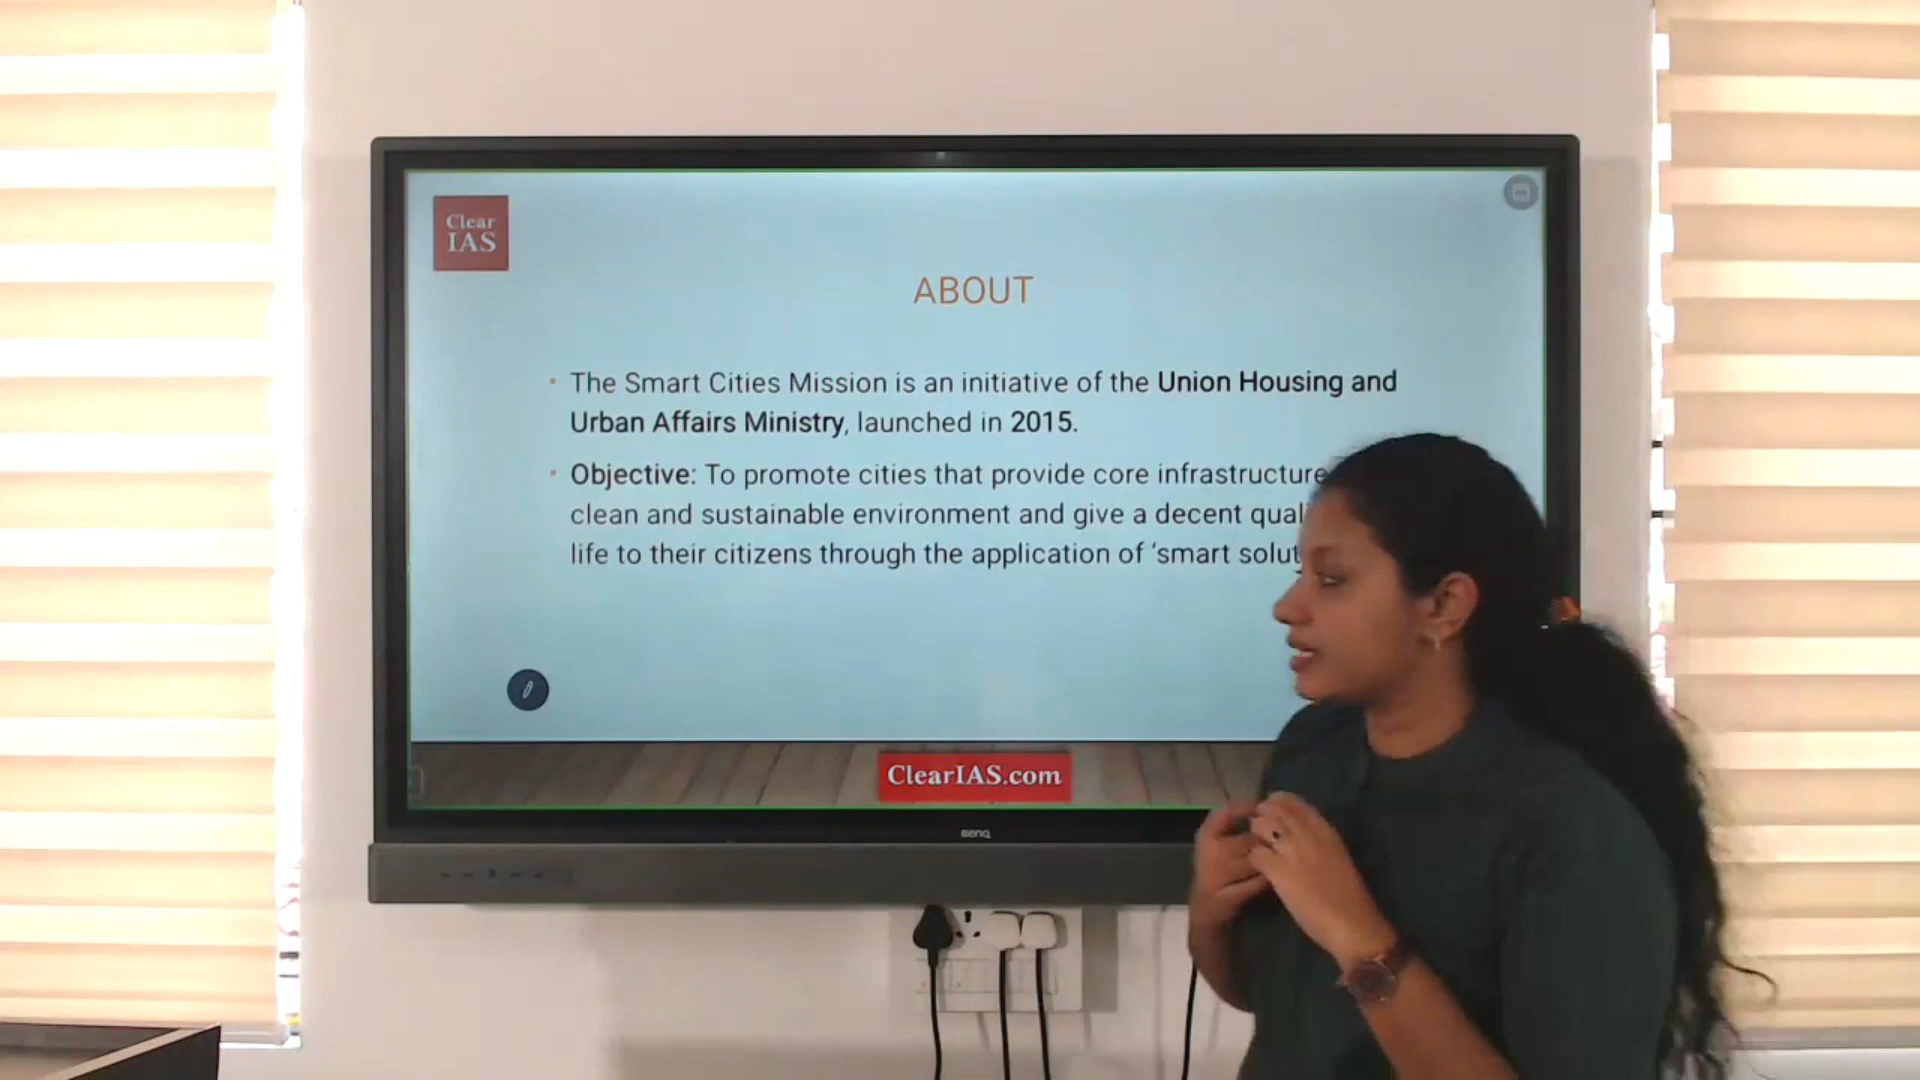 Clear
IAS
ABOUT
• The Smart Cities Mission is an initiative of the Union Housing and
Urban Affairs Ministry, launched in 2015.
• Objective: To promote cities that provide core infrastructure
clean and sustainable environment and give a decent
life to their citizens through the application of ‘smart
ClearIAS.com
BenQ